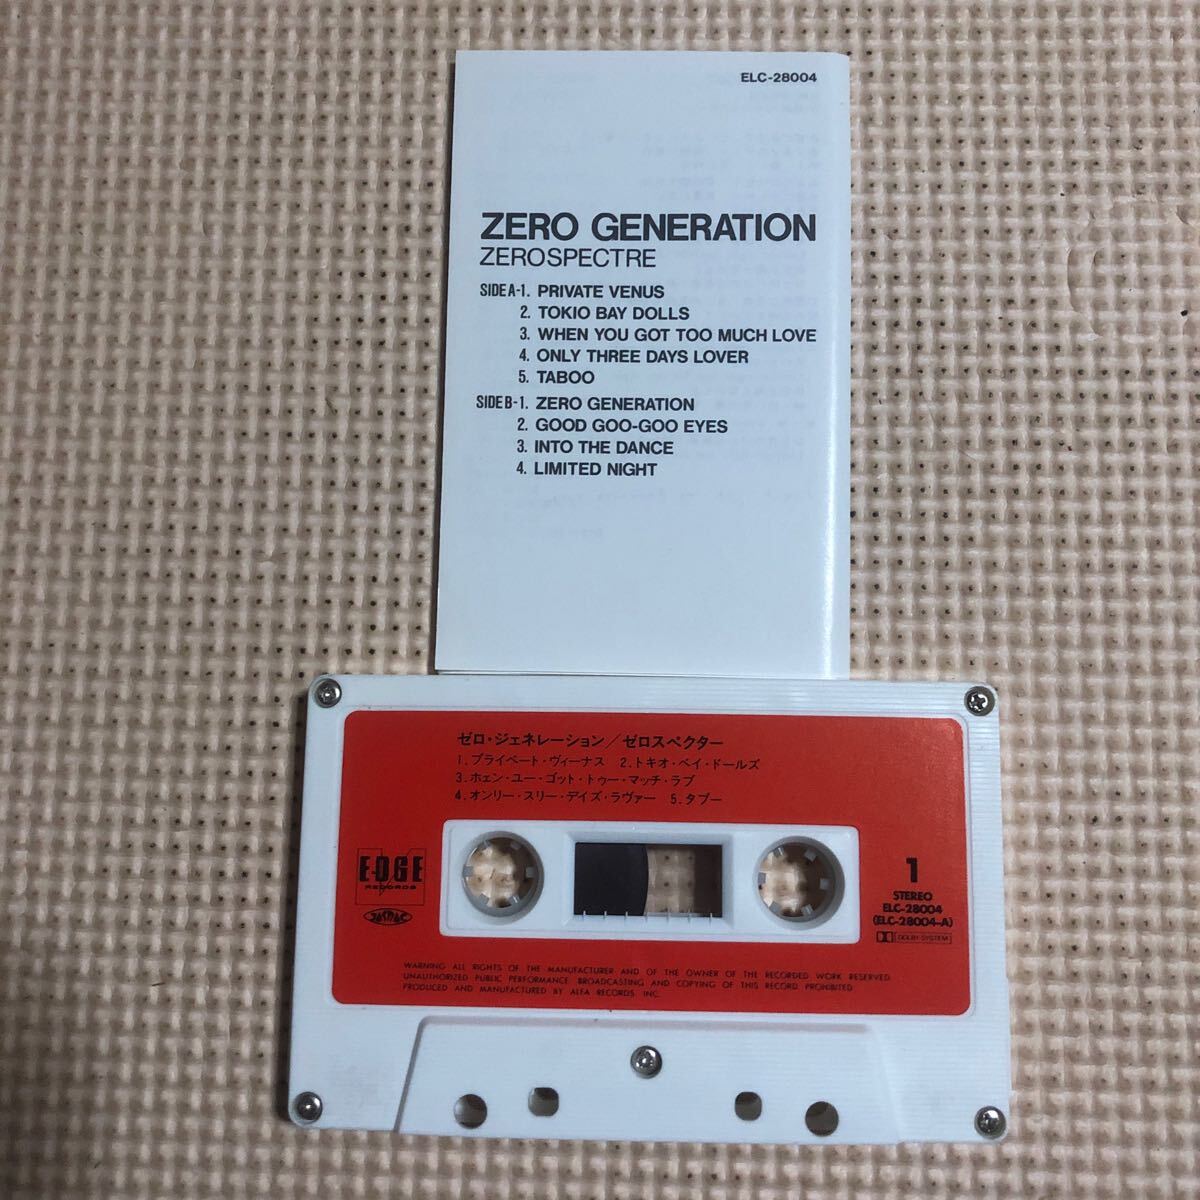 ELC-28004
ZERO GENERATION
ZEROSPECTRE
SIDE A-1. PRIVATE VENUS
2. TOKIO BAY DOLLS
3. WHEN YOU GOT TOO MUCH LOVE
4. ONLY THREE DAYS LOVER
5. TABOO
SIDE B-1. ZERO GENERATION
2. GOOD GOO-GOO EYES
3. INTO THE DANCE
4. LIMITED NIGHT
ゼロ・ジェネレーション/ゼロスペクター
1.プライベート・ヴィーナス 2.トキオ・ベイ・ドールズ
3.ホエン・ユー・ゴット・トゥー・マッチ・ラブ
4.オンリー・スリー・デイズ・ラヴァー 5.タブー
EDGE
RECORDS
JASRAC
1
STEREO
ELC-28004
(ELC-28004-A)
DOLBY SYSTEM
WARNING ALL RIGHTS OF THE MANUFACTURER AND OF THE OWNER OF THE RECORDED WORK RESERVED
UNAUTHORIZED PUBLIC PERFORMANCE BROADCASTING AND COPYING OF THIS RECORD PROHIBITED
PRODUCED AND MANUFACTURED BY ALFA RECORDS, INC.